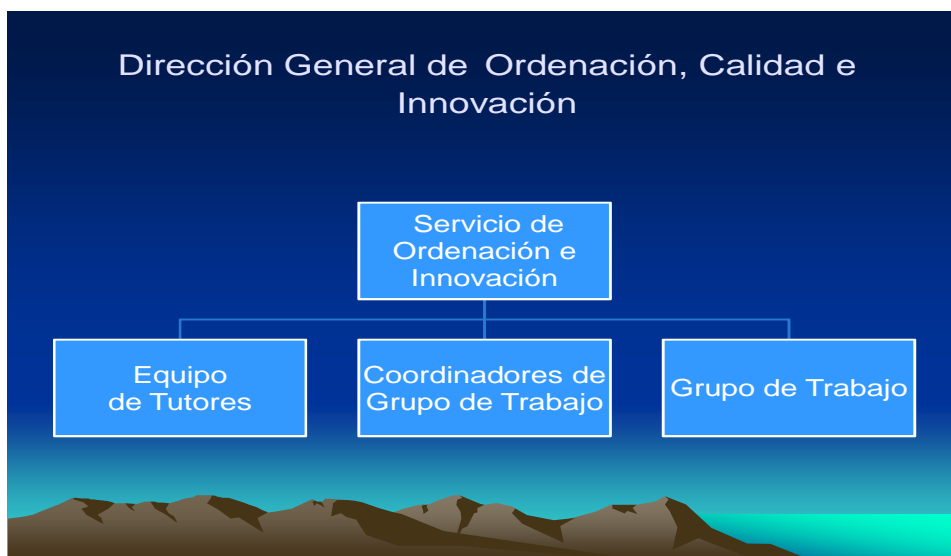 Dirección General de Ordenación, Calidad e
Innovación
Servicio de
Ordenación e
Innovación
Equipo
de Tutores
Coordinadores de
Grupo de Trabajo
Grupo de Trabajo